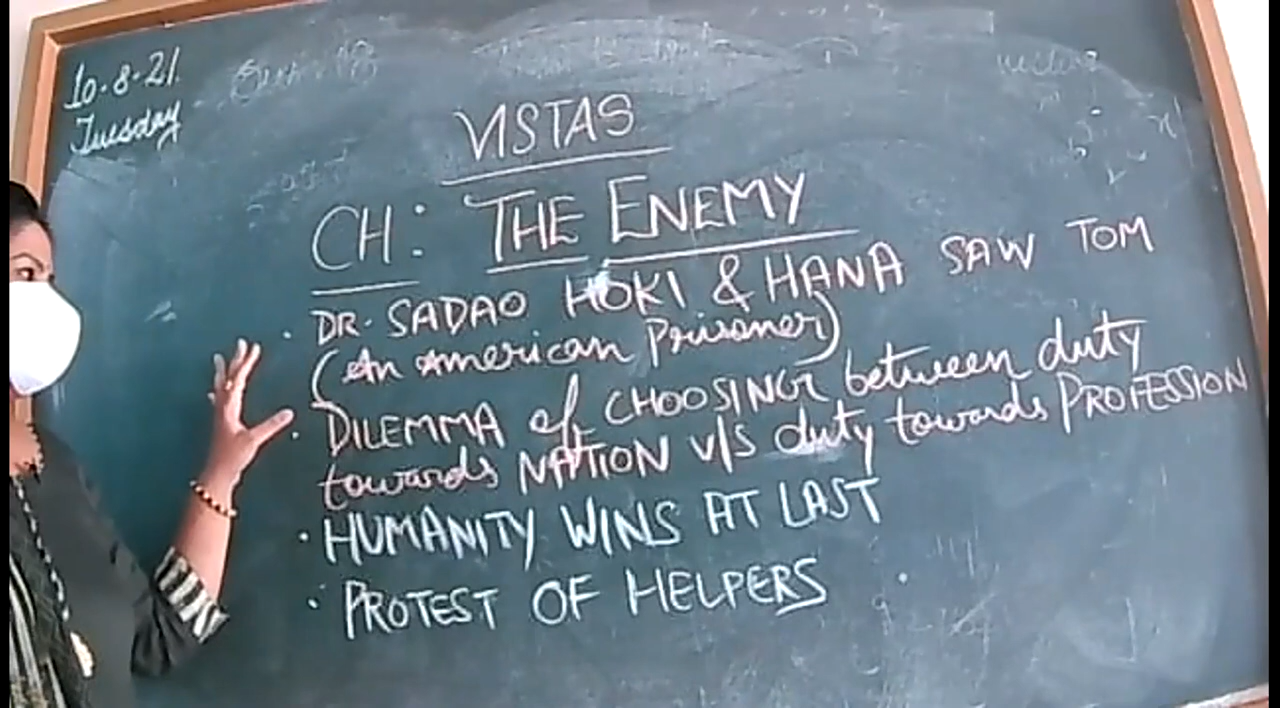 10.8.21.
Tuesday
VISTAS
CH: THE ENEMY
· DR. SADAO HOKI & HANA SAW TOM
(An American Prisoner)
· DILEMMA of CHOOSING between duty
towards NATION v/s duty towards PROFESSION
· HUMANITY WINS AT LAST
· PROTEST OF HELPERS